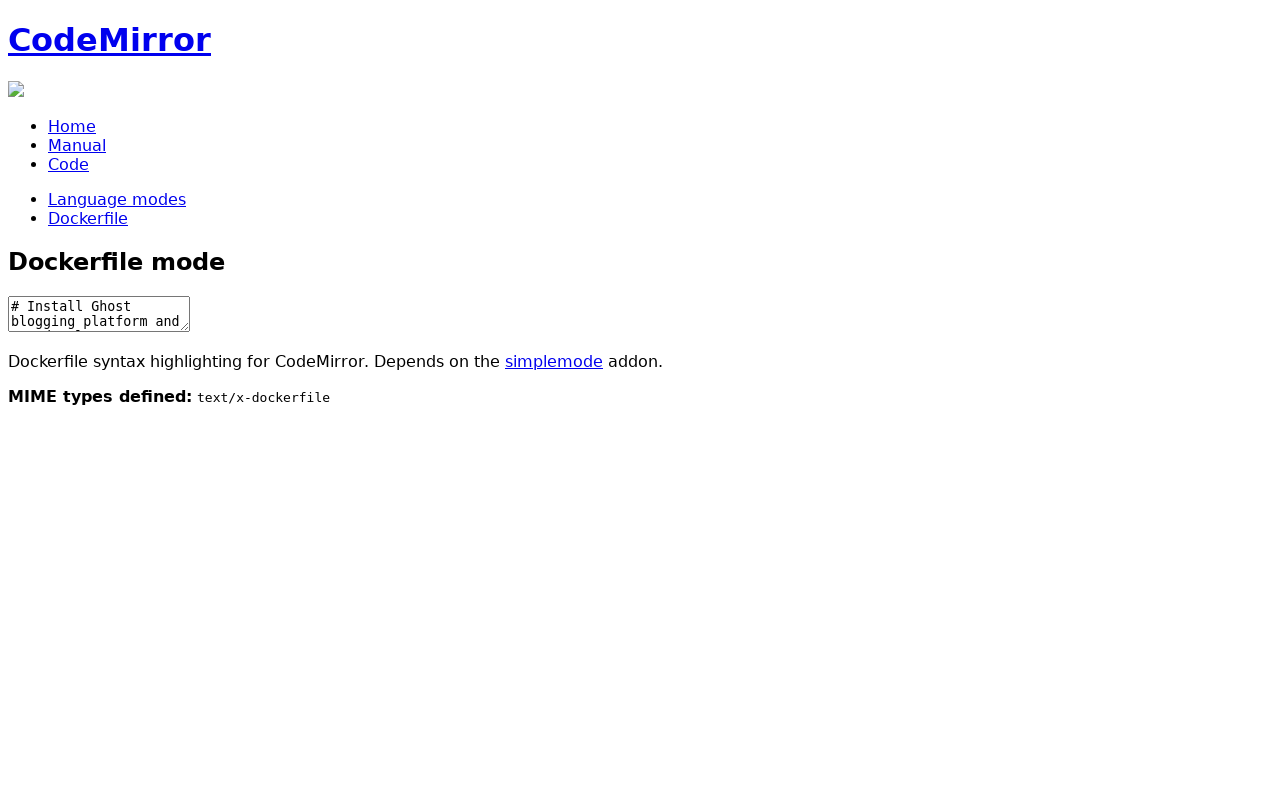 CodeMirror
Home
Manual
Code
Language modes
Dockerfile
Dockerfile mode
# Install Ghost
blogging platform and
Dockerfile syntax highlighting for CodeMirror. Depends on the simplemode addon.
MIME types defined: text/x-dockerfile